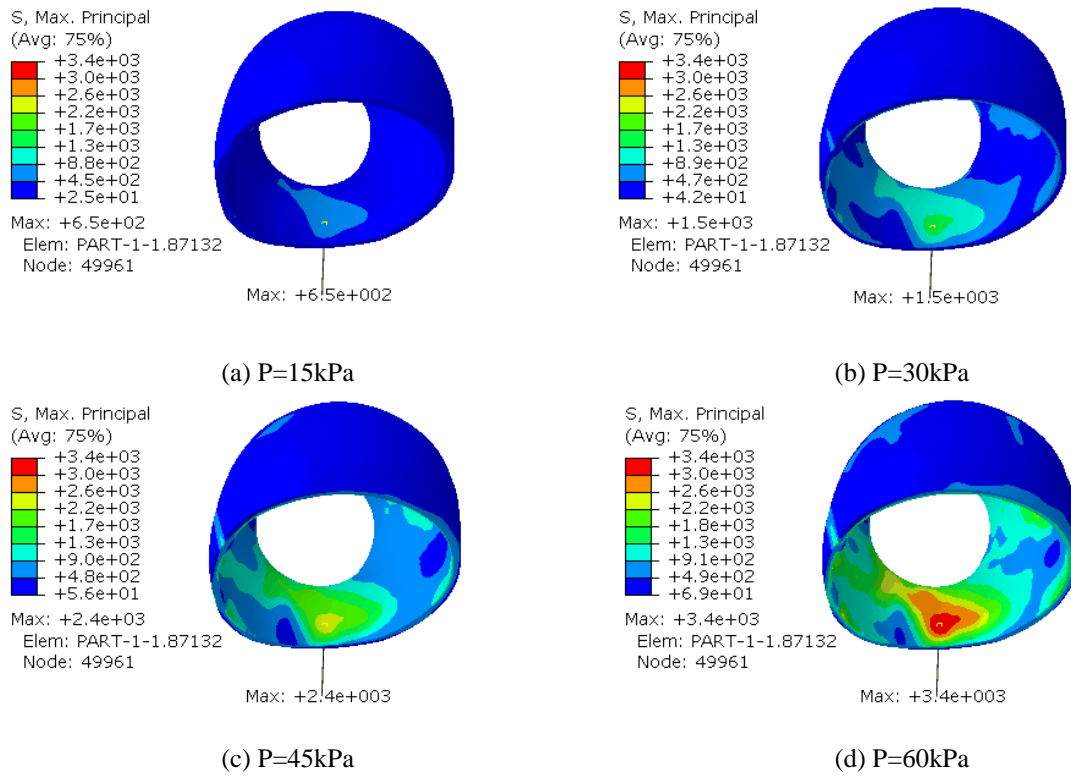 S, Max. Principal
(Avg: 75%)
+3.4e+03
+3.0e+03
+2.6e+03
+2.2e+03
+1.7e+03
+1.3e+03
+8.8e+02
+4.5e+02
+2.5e+01
Max: +6.5e+02
Elem: PART-1-1.87132
Node: 49961
Max: +6.5e+002
(a) P=15kPa
S, Max. Principal
(Avg: 75%)
+3.4e+03
+3.0e+03
+2.6e+03
+2.2e+03
+1.7e+03
+1.3e+03
+8.9e+02
+4.7e+02
+4.2e+01
Max: +1.5e+03
Elem: PART-1-1.87132
Node: 49961
Max: +1.5e+003
(b) P=30kPa
S, Max. Principal
(Avg: 75%)
+3.4e+03
+3.0e+03
+2.6e+03
+2.2e+03
+1.7e+03
+1.3e+03
+9.0e+02
+4.8e+02
+5.6e+01
Max: +2.4e+03
Elem: PART-1-1.87132
Node: 49961
Max: +2.4e+003
(c) P=45kPa
S, Max. Principal
(Avg: 75%)
+3.4e+03
+3.0e+03
+2.6e+03
+2.2e+03
+1.8e+03
+1.3e+03
+9.1e+02
+4.9e+02
+6.9e+01
Max: +3.4e+03
Elem: PART-1-1.87132
Node: 49961
Max: +3.4e+003
(d) P=60kPa